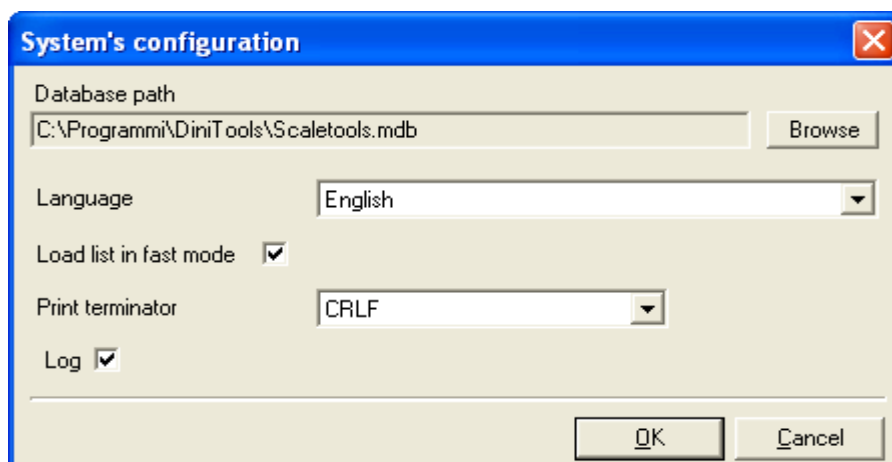 System's configuration
Database path
C:\Programmi\DiniTools\Scaletools.mdb
Browse
Language
English
Load list in fast mode
Print terminator
CRLF
Log
OK
Cancel